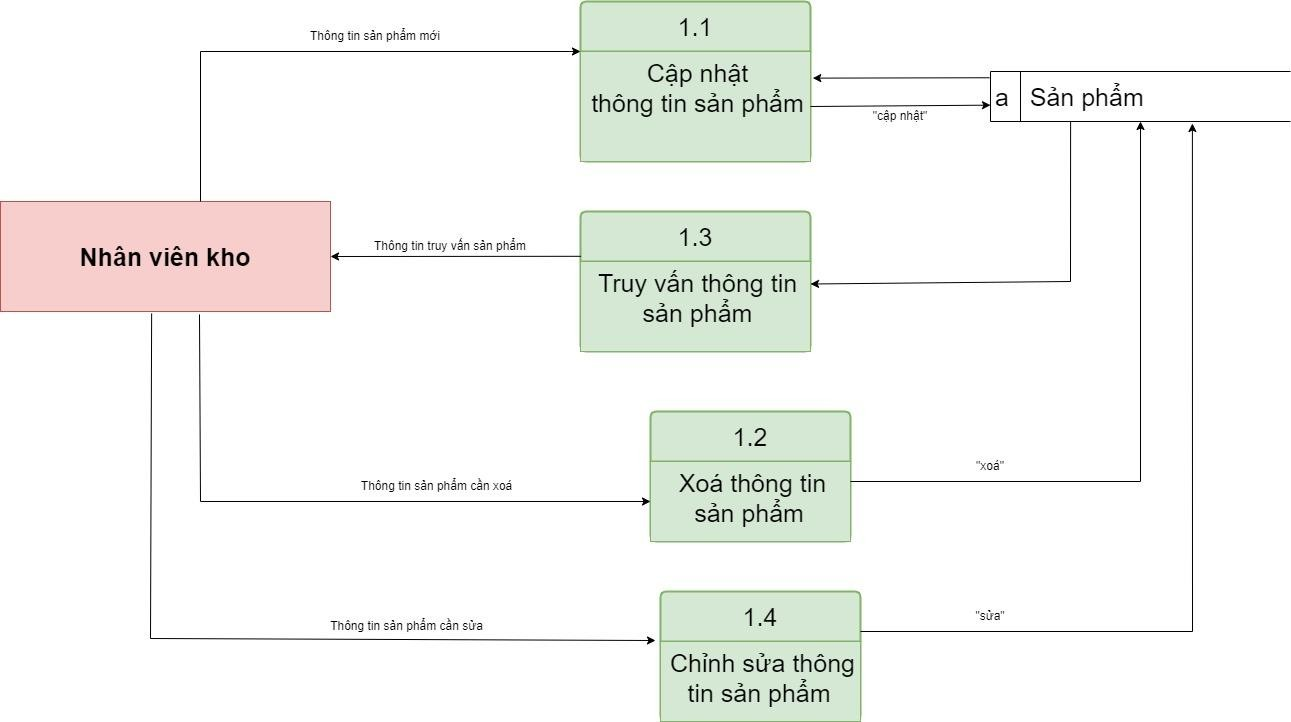 Thông tin sản phẩm mới
1.1
Cập nhật
thông tin sản phẩm
"cập nhật"
a
Sản phẩm
Nhân viên kho
Thông tin truy vấn sản phẩm
1.3
Truy vấn thông tin
sản phẩm
1.2
Xoá thông tin
sản phẩm
Thông tin sản phẩm cần xoá
"xoá"
1.4
Chỉnh sửa thông
tin sản phẩm
Thông tin sản phẩm cần sửa
"sửa"